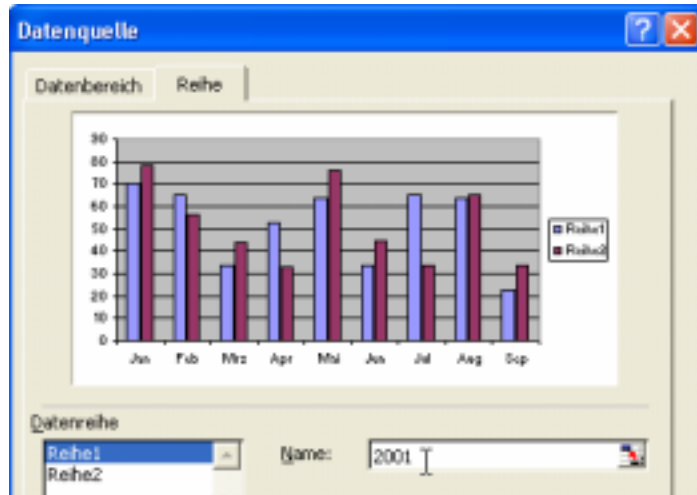 Datenquelle
Datenbereich Reihe
90
80
70
60
50
40
30
20
10
0
Jan Feb Mrz Apr Mai Jun Jul Aug Sep
Reihe1
Reihe2
Datenreihe
Reihe1
Reihe2
Name:
2001